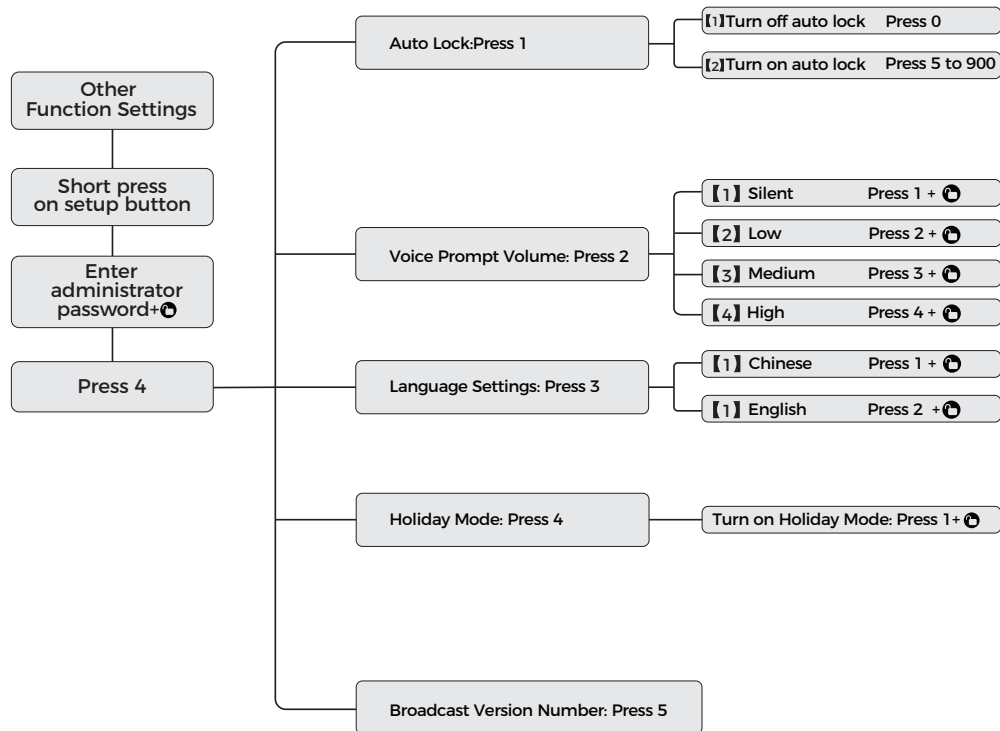 Other
Function Settings
Short press
on setup button
Enter
administrator
password+
Press 4
Auto Lock:Press 1
【1】Turn off auto lock Press 0
【2】Turn on auto lock Press 5 to 900
Voice Prompt Volume: Press 2
【1】 Silent Press 1 +
【2】 Low Press 2 +
【3】 Medium Press 3 +
【4】 High Press 4 +
Language Settings: Press 3
【1】 Chinese Press 1 +
【1】 English Press 2 +
Holiday Mode: Press 4
Turn on Holiday Mode: Press 1+
Broadcast Version Number: Press 5